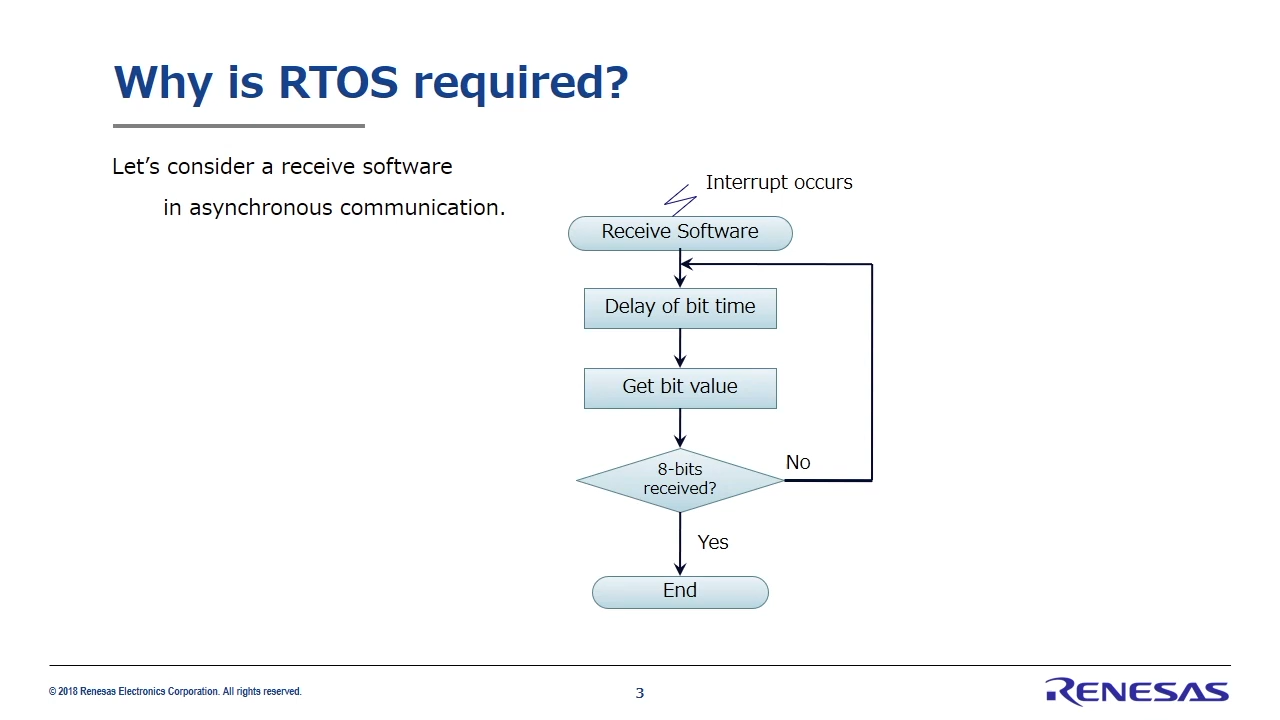 Why is RTOS required?
Let’s consider a receive software
in asynchronous communication.
Interrupt occurs
Receive Software
Delay of bit time
Get bit value
8-bits
received?
No
Yes
End
© 2018 Renesas Electronics Corporation. All rights reserved.
3
RENESAS